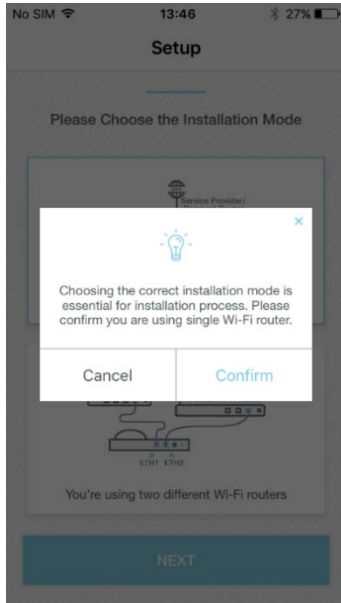 No SIM 13:46 27%
Setup
Please Choose the Installation Mode
Service Provider/
Choosing the correct installation mode is
essential for installation process. Please
confirm you are using single Wi-Fi router.
Cancel Confirm
ETH1 ETH2
You're using two different Wi-Fi routers
NEXT